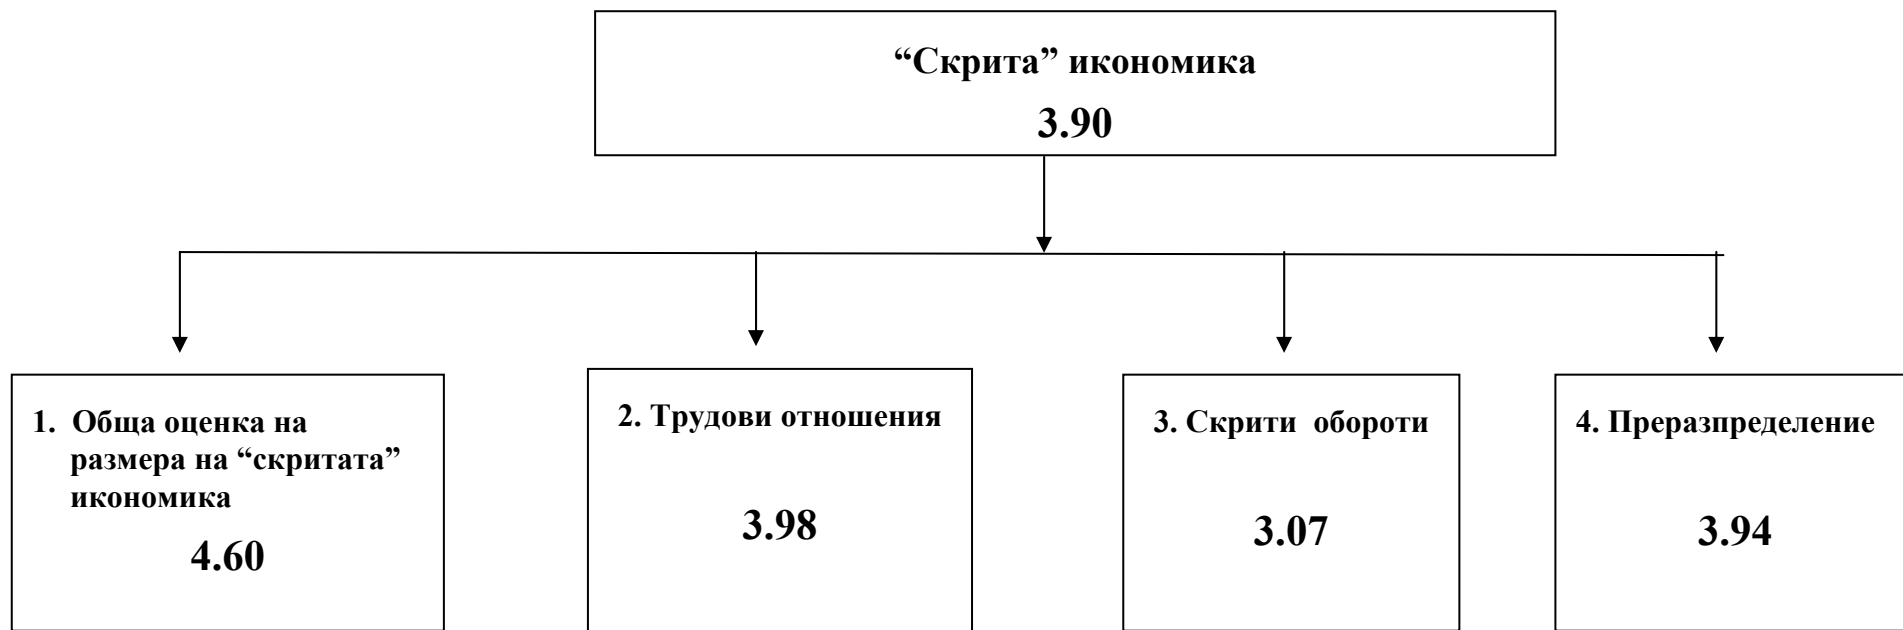 “Скрита” икономика
3.90
1. Обща оценка на
размера на “скритата”
икономика
4.60
2. Трудови отношения
3.98
3. Скрити обороти
3.07
4. Преразпределение
3.94